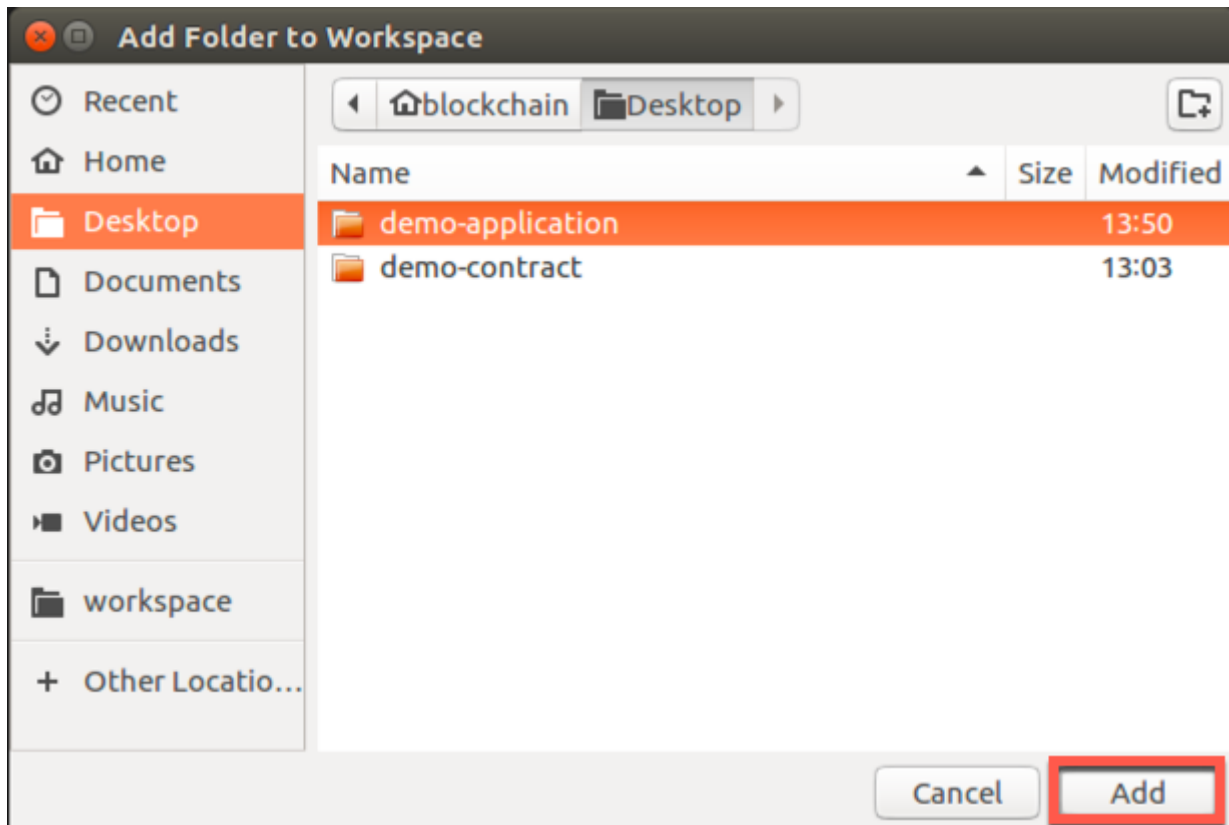 Add Folder to Workspace
Recent
Home
Desktop
Documents
Downloads
Music
Pictures
Videos
workspace
+ Other Locatio...
blockchain Desktop
Name Size Modified
demo-application 13:50
demo-contract 13:03
Cancel Add